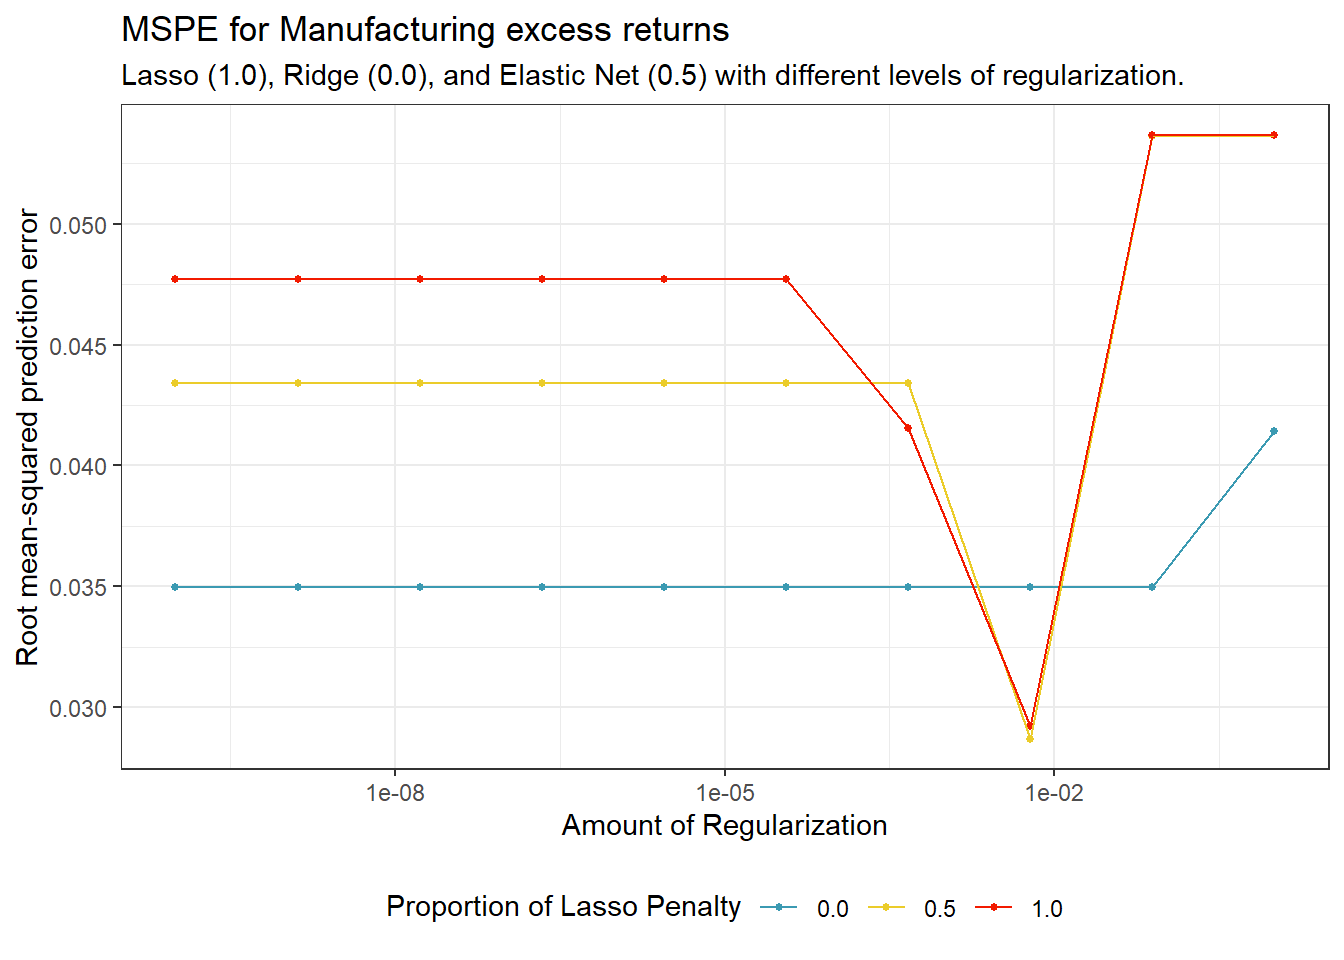 MSPE for Manufacturing excess returns
Lasso (1.0), Ridge (0.0), and Elastic Net (0.5) with different levels of regularization.
Root mean-squared prediction error
0.050
0.045
0.040
0.035
0.030
1e-08 1e-05 1e-02
Amount of Regularization
Proportion of Lasso Penalty 0.0 0.5 1.0